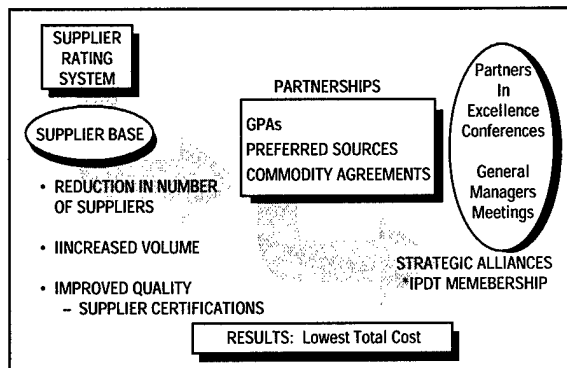 SUPPLIER
RATING
SYSTEM
SUPPLIER BASE
• REDUCTION IN NUMBER
OF SUPPLIERS
• IINCREASED VOLUME
• IMPROVED QUALITY
– SUPPLIER CERTIFICATIONS
PARTNERSHIPS
GPAs
PREFERRED SOURCES
COMMODITY AGREEMENTS
Partners
In
Excellence
Conferences
General
Managers
Meetings
STRATEGIC ALLIANCES
*IPDT MEMEBERSHIP
RESULTS: Lowest Total Cost